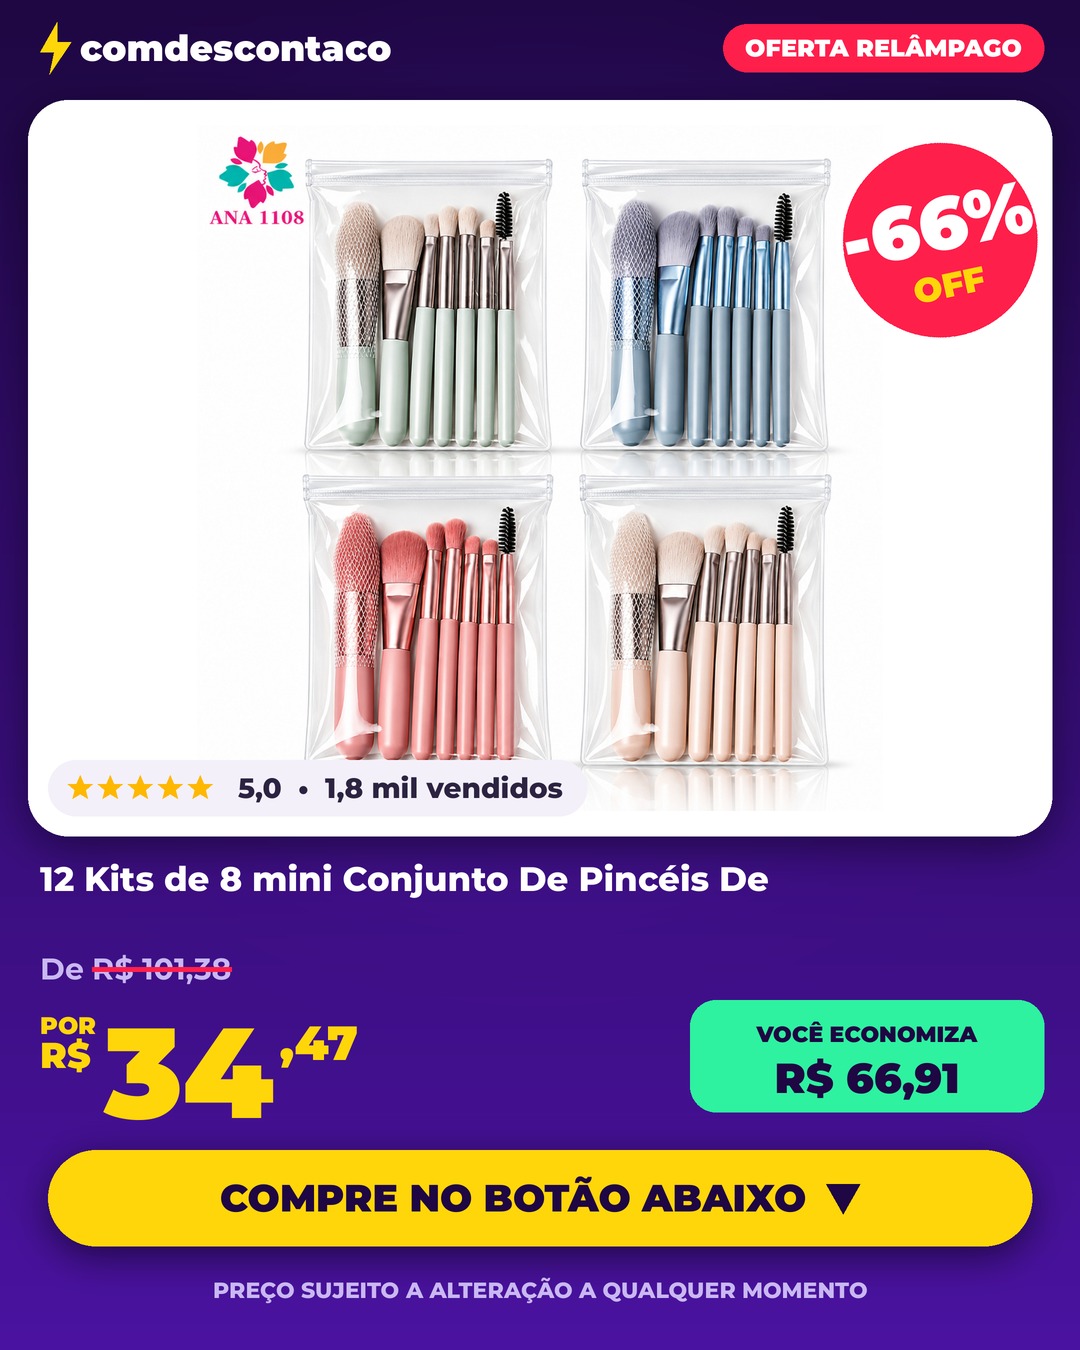 comdescontaco
OFERTA RELÂMPAGO
ANA 1108
-66%
OFF
5,0 • 1,8 mil vendidos
12 Kits de 8 mini Conjunto De Pincéis De
De R$ 101,38
POR
R$ 34,47
VOCÊ ECONOMIZA
R$ 66,91
COMPRE NO BOTÃO ABAIXO ▼
PREÇO SUJEITO A ALTERAÇÃO A QUALQUER MOMENTO